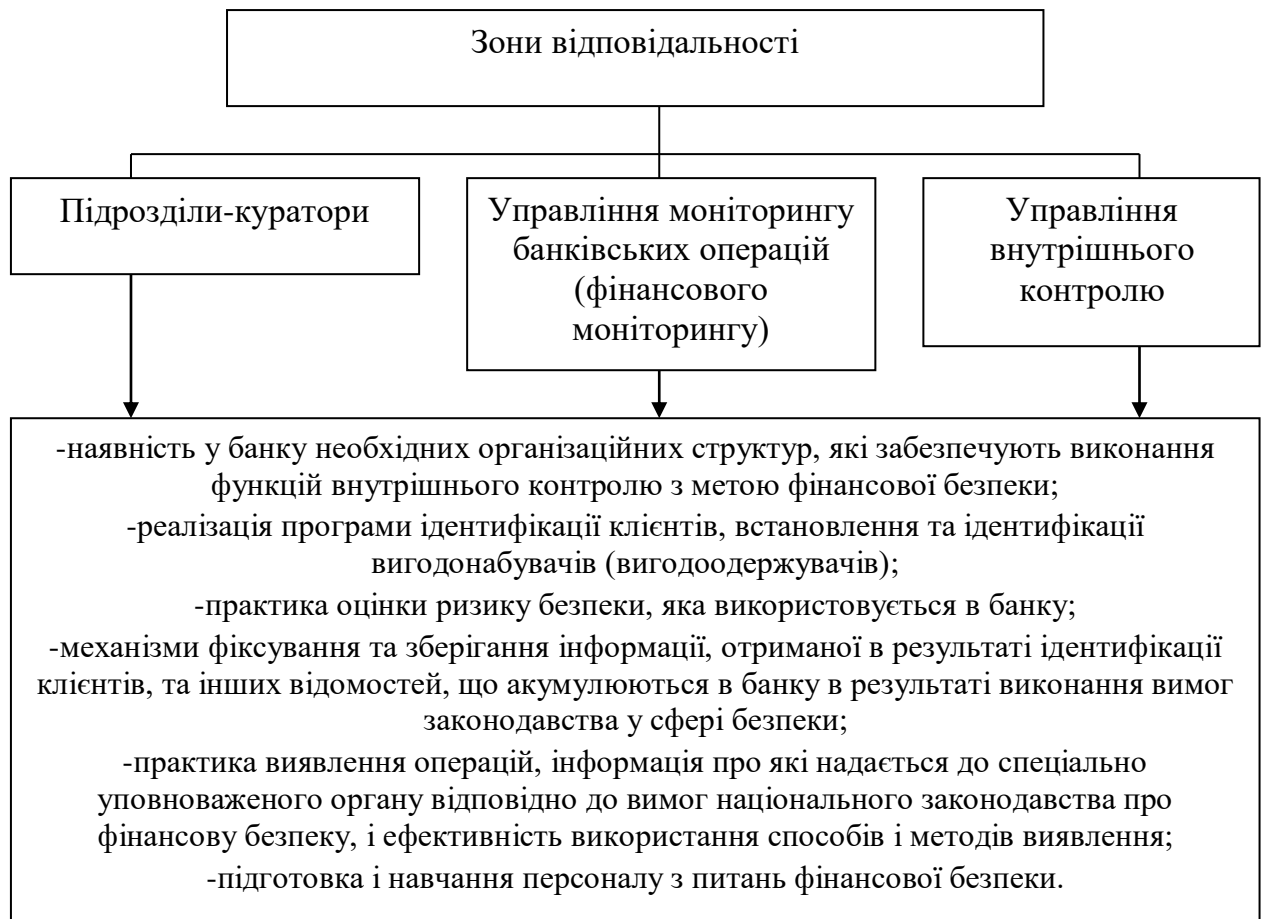 Зони відповідальності
Підрозділи-куратори
Управління моніторингу
банківських операцій
(фінансового
моніторингу)
Управління
внутрішнього
контролю
-наявність у банку необхідних організаційних структур, які забезпечують виконання
функцій внутрішнього контролю з метою фінансової безпеки;
-реалізація програми ідентифікації клієнтів, встановлення та ідентифікації
вигодонабувачів (вигодоодержувачів);
-практика оцінки ризику безпеки, яка використовується в банку;
-механізми фіксування та зберігання інформації, отриманої в результаті ідентифікації
клієнтів, та інших відомостей, що акумулюються в банку в результаті виконання вимог
законодавства у сфері безпеки;
-практика виявлення операцій, інформація про які надається до спеціально
уповноваженого органу відповідно до вимог національного законодавства про
фінансову безпеку, і ефективність використання способів і методів виявлення;
-підготовка і навчання персоналу з питань фінансової безпеки.